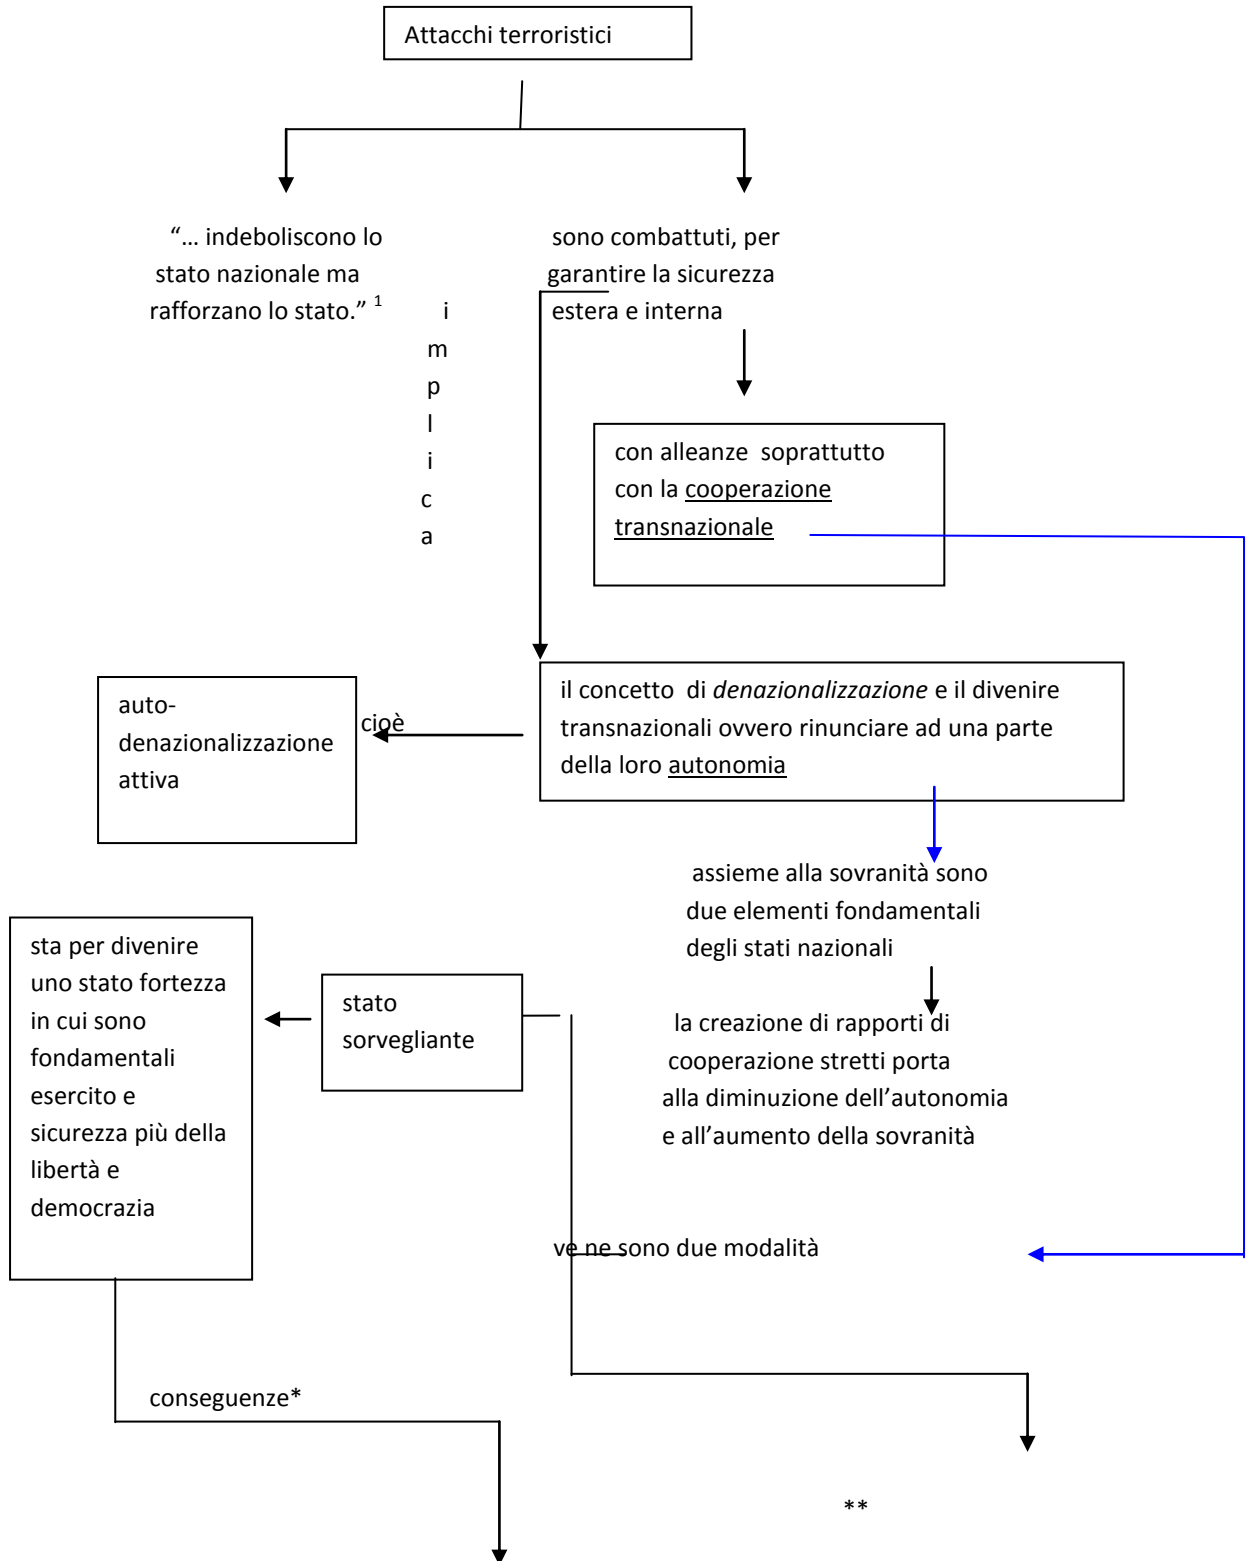 Attacchi terroristici
“… indeboliscono lo
stato nazionale ma
rafforzano lo stato.” 1
sono combattuti, per
garantire la sicurezza
estera e interna
i
m
p
l
i
c
a
con alleanze soprattutto
con la cooperazione
transnazionale
il concetto di denazionalizzazione e il divenire
transnazionali ovvero rinunciare ad una parte
della loro autonomia
cioè
auto-
denazionalizzazione
attiva
assieme alla sovranità sono
due elementi fondamentali
degli stati nazionali
la creazione di rapporti di
cooperazione stretti porta
alla diminuzione dell’autonomia
e all’aumento della sovranità
ve ne sono due modalità
stato
sorvegliante
sta per divenire
uno stato fortezza
in cui sono
fondamentali
esercito e
sicurezza più della
libertà e
democrazia
conseguenze*
**